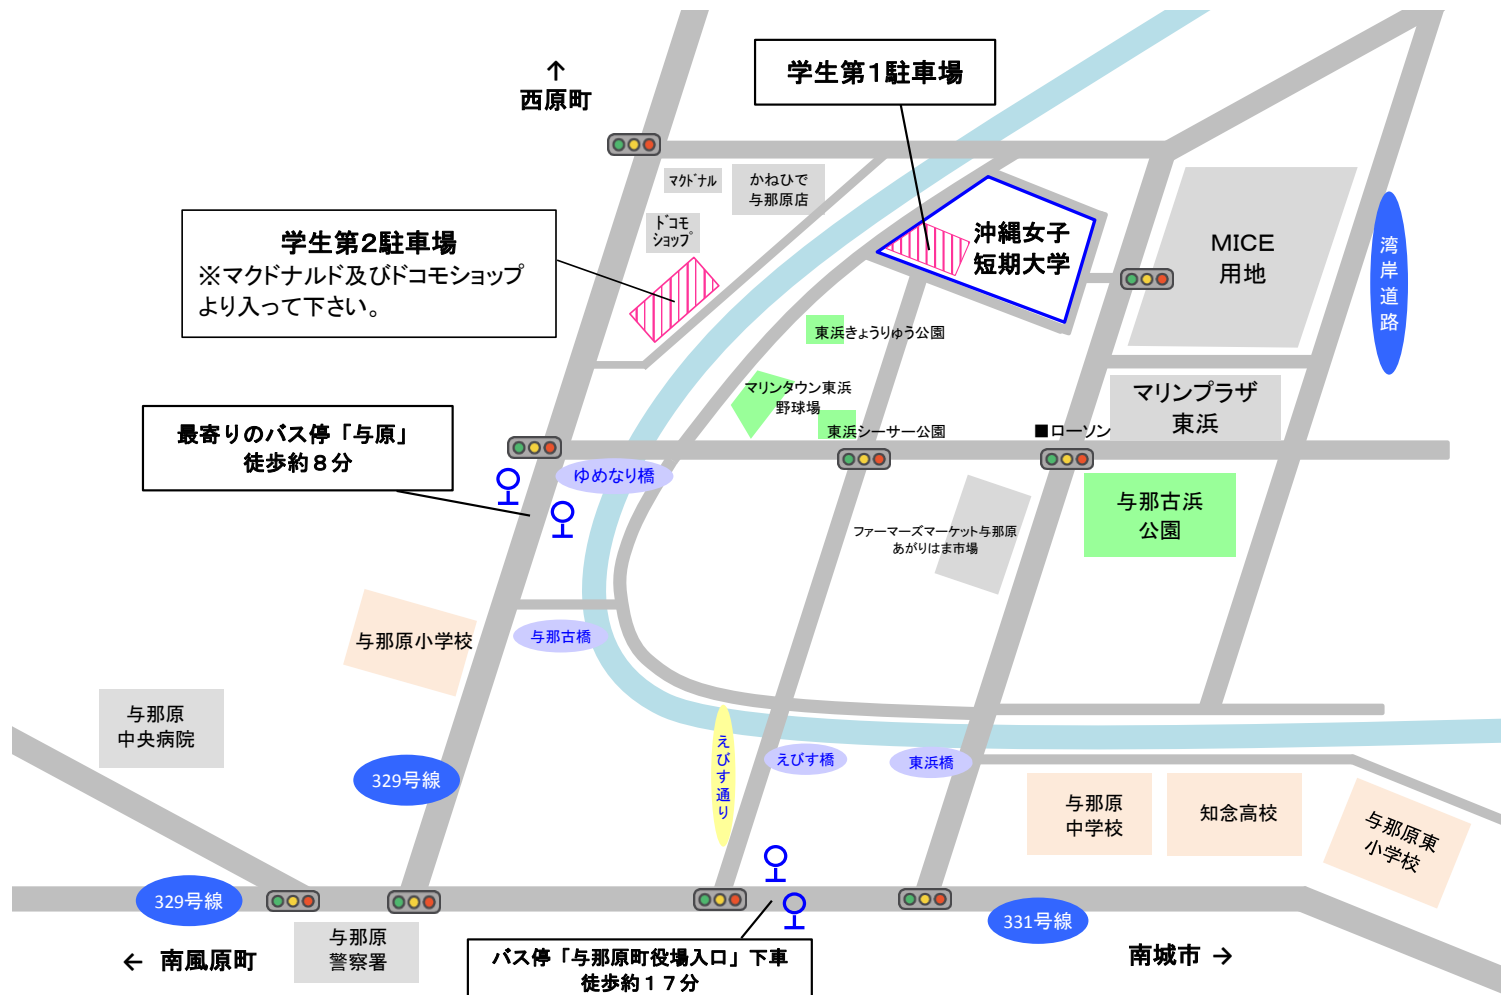 ↑
西原町
学生第1駐車場
マクドナル
かねひで
与那原店
ドコモ
ショップ
沖縄女子
短期大学
MICE
用地
湾岸道路
学生第2駐車場
※マクドナルド及びドコモショップ
より入って下さい。
東浜きょうりゅう公園
マリンタウン東浜
野球場
東浜シーサー公園
■ローソン
マリンプラザ
東浜
最寄りのバス停「与原」
徒歩約8分
ゆめなり橋
与那古浜
公園
ファーマーズマーケット与那原
あがりはま市場
与那原小学校
与那古橋
与那原
中央病院
329号線
えびす通り
えびす橋
東浜橋
与那原
中学校
知念高校
与那原東
小学校
329号線
331号線
与那原
警察署
← 南風原町
バス停「与那原町役場入口」下車
徒歩約17分
南城市 →